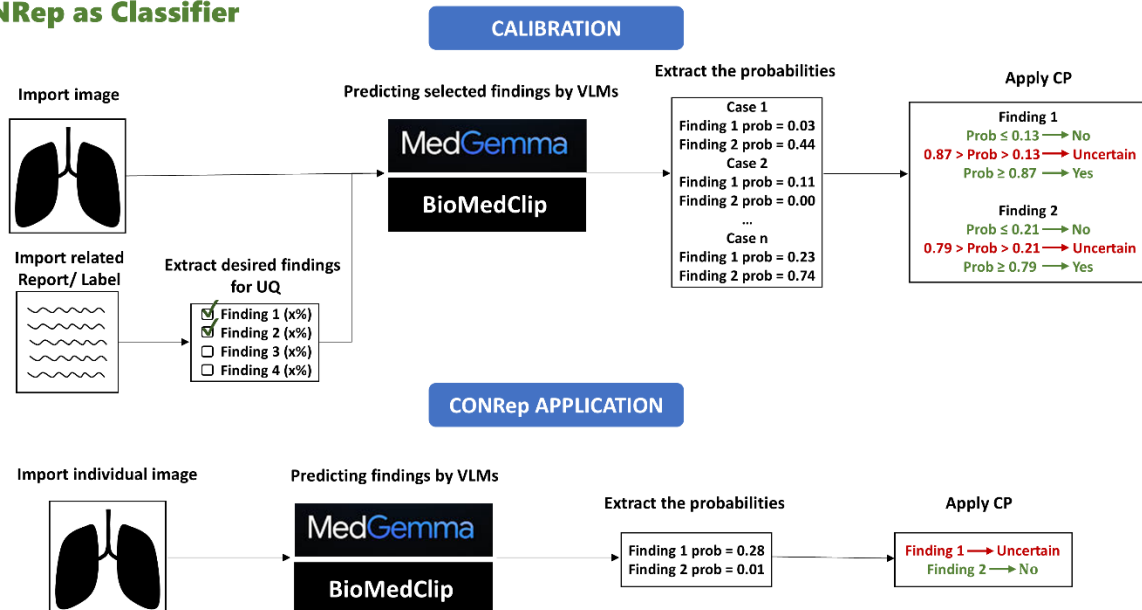 NRep as Classifier
CALIBRATION
Import image
Import related
Report/ Label
Extract desired findings
for UQ
Finding 1 (x%)
Finding 2 (x%)
Finding 3 (x%)
Finding 4 (x%)
Predicting selected findings by VLMs
MedGemma
BioMedClip
Extract the probabilities
Case 1
Finding 1 prob = 0.03
Finding 2 prob = 0.44
Case 2
Finding 1 prob = 0.11
Finding 2 prob = 0.00
...
Case n
Finding 1 prob = 0.23
Finding 2 prob = 0.74
Apply CP
Finding 1
Prob ≤ 0.13 → No
0.87 > Prob > 0.13 → Uncertain
Prob ≥ 0.87 → Yes
Finding 2
Prob ≤ 0.21 → No
0.79 > Prob > 0.21 → Uncertain
Prob ≥ 0.79 → Yes
CONRep APPLICATION
Import individual image
Predicting findings by VLMs
MedGemma
BioMedClip
Extract the probabilities
Finding 1 prob = 0.28
Finding 2 prob = 0.01
Apply CP
Finding 1 → Uncertain
Finding 2 → No